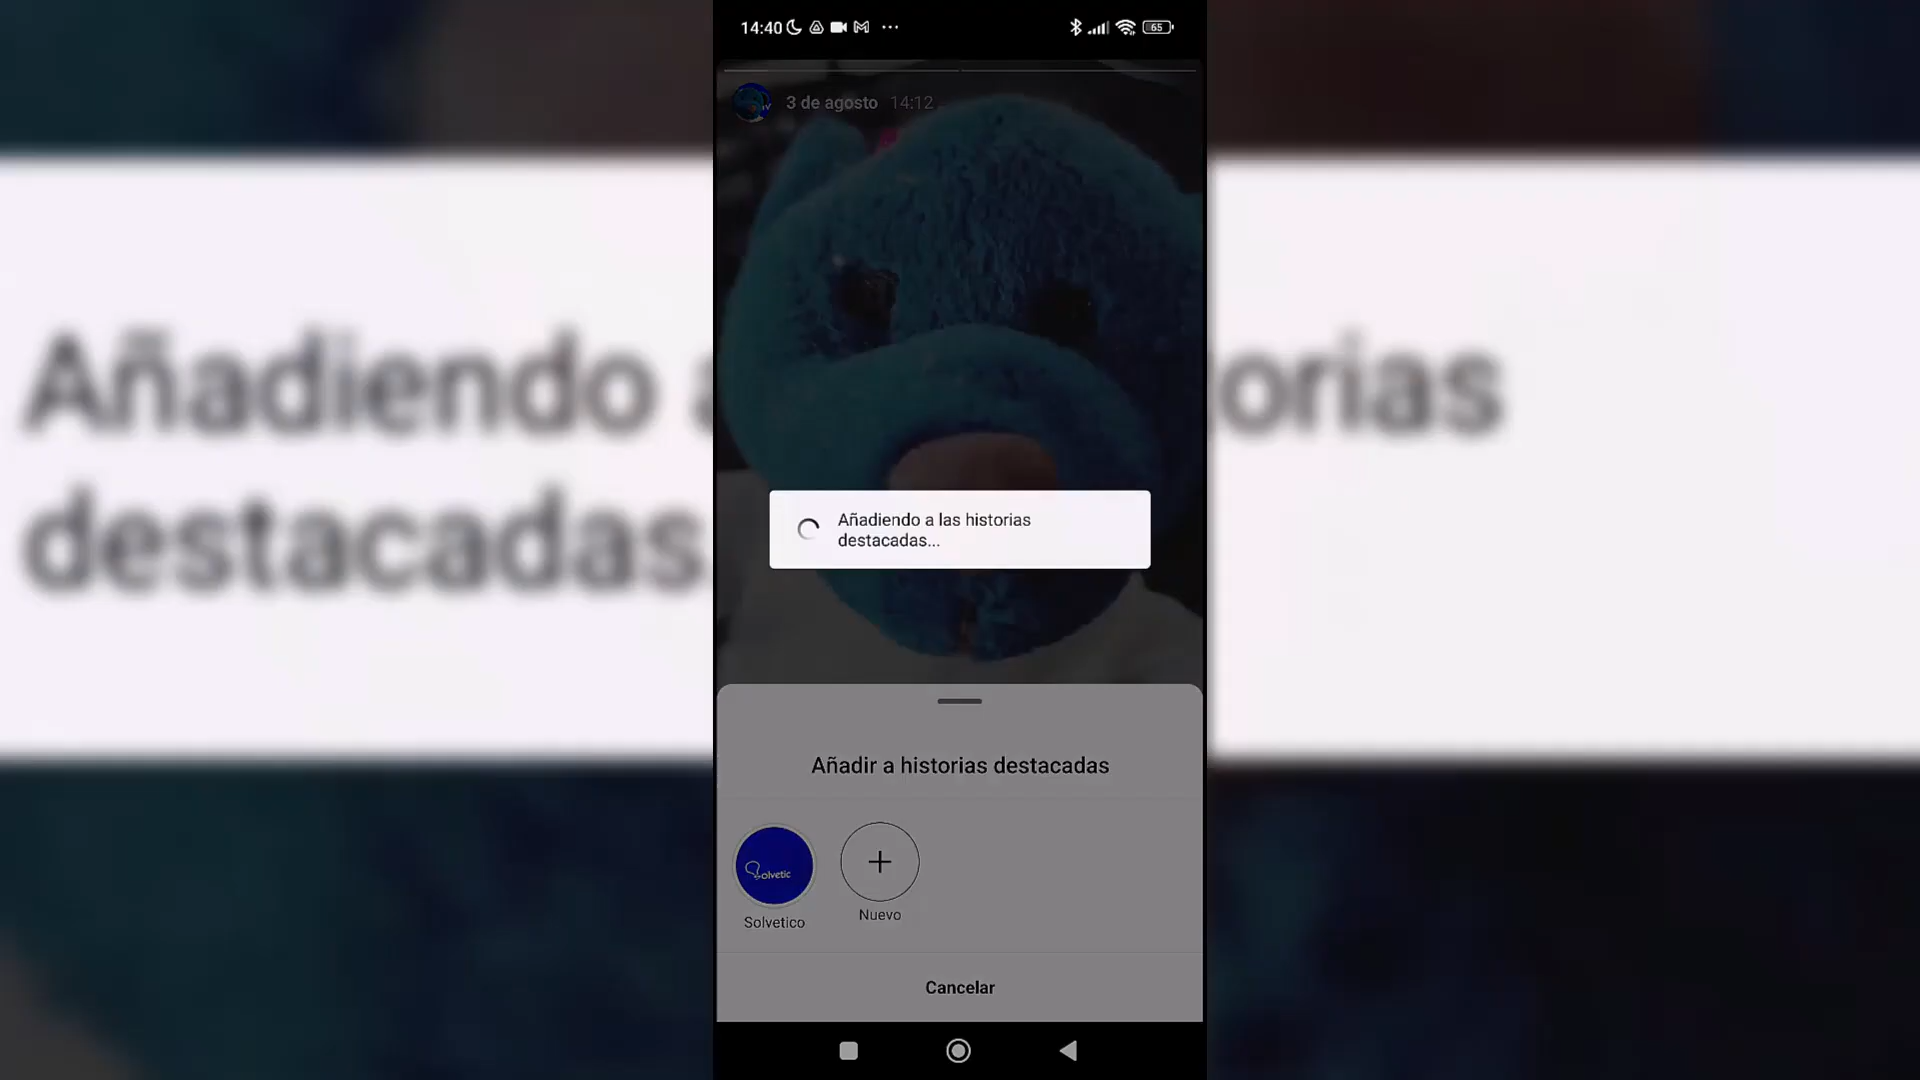 14:40
65
3 de agosto 14:12
Añadiendo a
orias
destacadas
Añadiendo a las historias
destacadas...
Añadir a historias destacadas
Solvetic
Solvetico
Nuevo
Cancelar